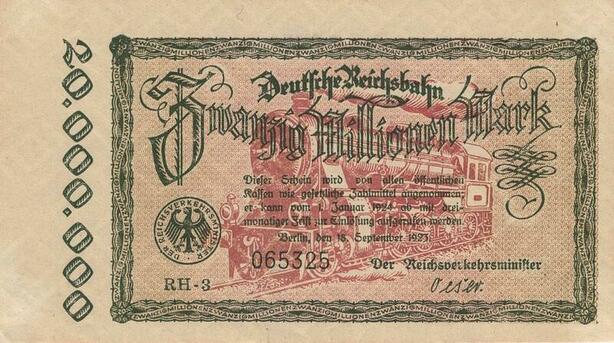 20.000.000
ZWANZIGMILLIONENZWANZIGMILLIONENZWANZIGMILLIONEN
Deutsche Reichsbahn
Zwanzig Millionen Mark
Dieser Schein wird von allen öffentlichen
Kassen wie gesetzliche Zahlmittel angenommen
er kann vom 1. Januar 1924 ab mit drei-
monatiger Frist zur Einlösung aufgerufen werden
Berlin, den 18. September 1923.
DER REICHSVERKEHRSMINISTER
065325
Der Reichsverkehrsminister
RH-3
Oeser.